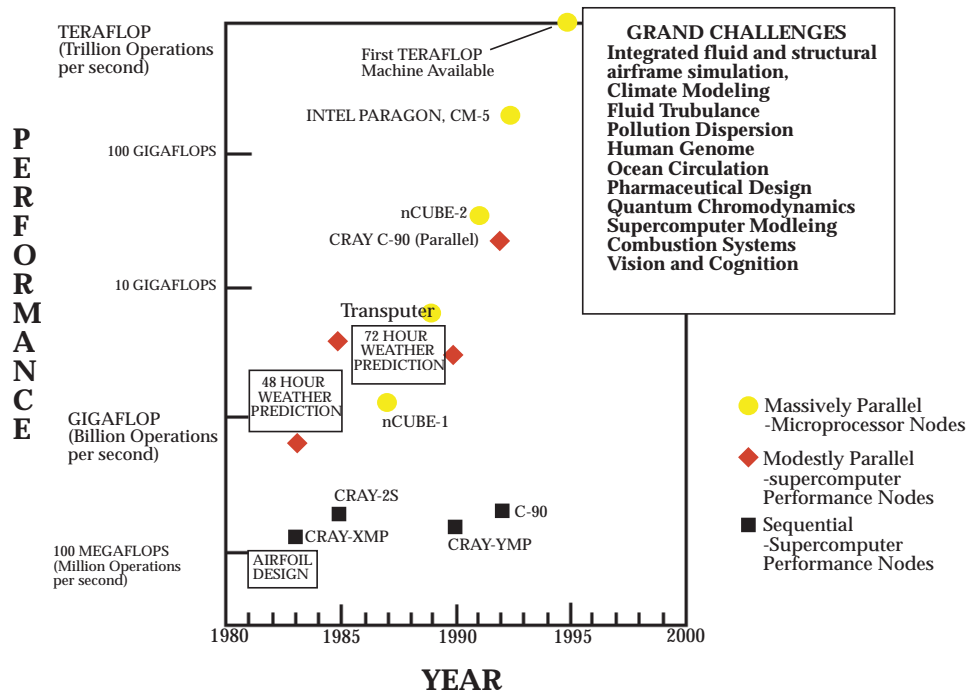 TERAFLOP
(Trillion Operations
per second)
First TERAFLOP
Machine Available
GRAND CHALLENGES
Integrated fluid and structural
airframe simulation,
Climate Modeling
Fluid Trubulance
Pollution Dispersion
Human Genome
Ocean Circulation
Pharmaceutical Design
Quantum Chromodynamics
Supercomputer Modleing
Combustion Systems
Vision and Cognition
INTEL PARAGON, CM-5
PERFORMANCE
100 GIGAFLOPS
nCUBE-2
CRAY C-90 (Parallel)
10 GIGAFLOPS
Transputer
72 HOUR
WEATHER
PREDICTION
48 HOUR
WEATHER
PREDICTION
nCUBE-1
GIGAFLOP
(Billion Operations
per second)
Massively Parallel
-Microprocessor Nodes
Modestly Parallel
-supercomputer
Performance Nodes
Sequential
-Supercomputer
Performance Nodes
CRAY-2S
CRAY-XMP
C-90
CRAY-YMP
100 MEGAFLOPS
(Million Operations
per second)
AIRFOIL
DESIGN
1980 1985 1990 1995 2000
YEAR